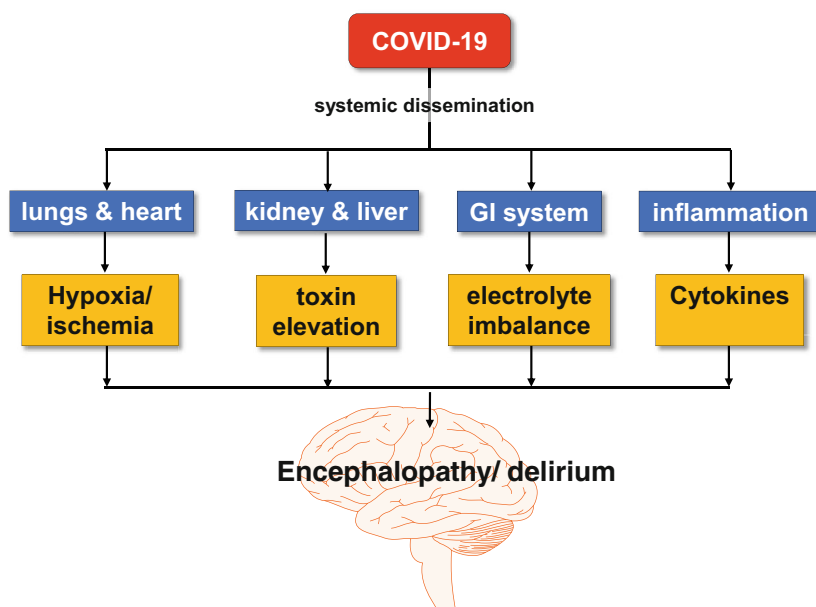 COVID-19
systemic dissemination
lungs & heart
kidney & liver
GI system
inflammation
Hypoxia/
ischemia
toxin
elevation
electrolyte
imbalance
Cytokines
Encephalopathy/ delirium